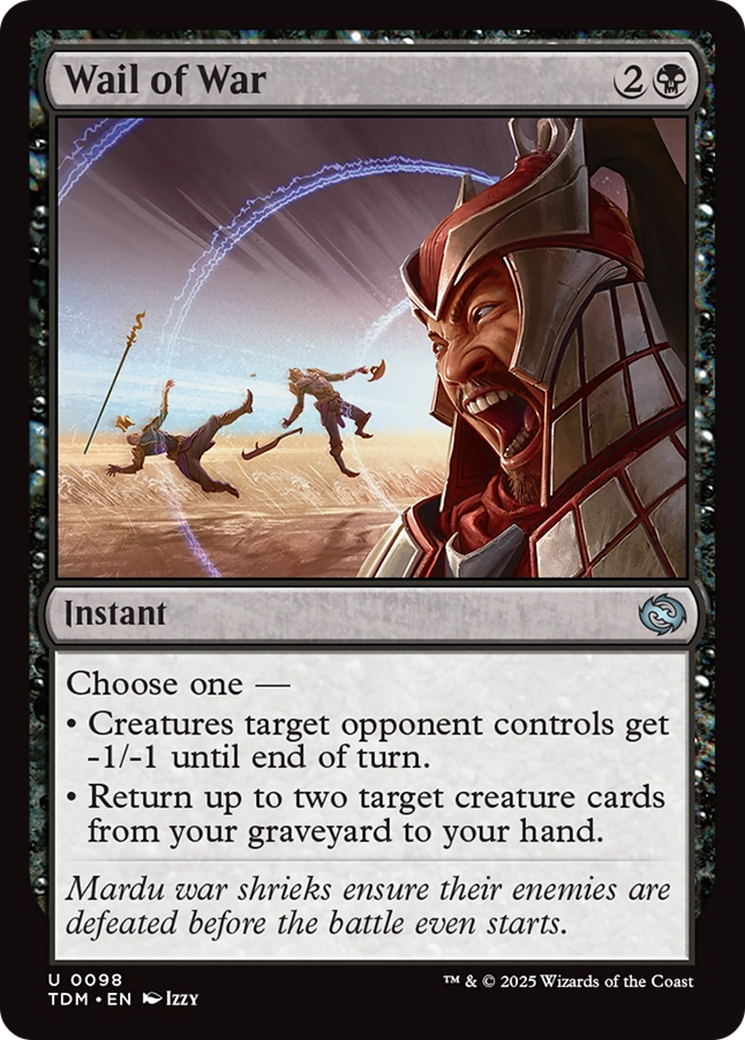 Wail of War 2
Instant
Choose one —
• Creatures target opponent controls get
-1/-1 until end of turn.
• Return up to two target creature cards
from your graveyard to your hand.
Mardu war shrieks ensure their enemies are
defeated before the battle even starts.
U 0098
TDM • EN Izzy
™ & © 2025 Wizards of the Coast